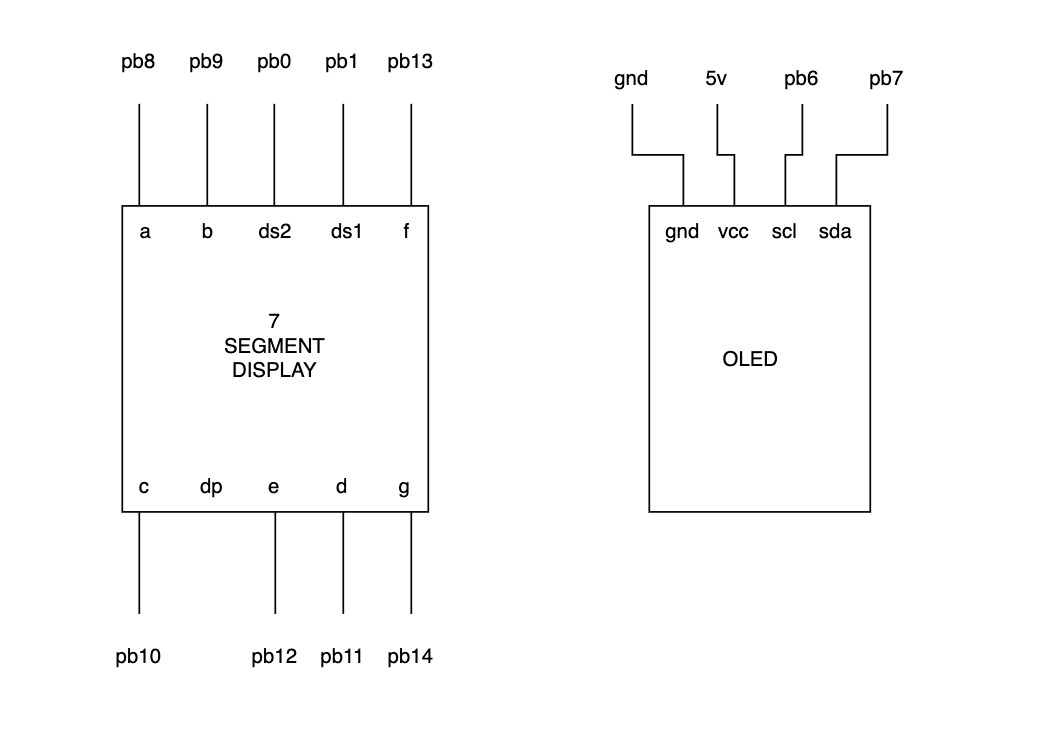 pb8 pb9 pb0 pb1 pb13
a b ds2 ds1 f
7
SEGMENT
DISPLAY
c dp e d g
pb10 pb12 pb11 pb14
gnd 5v pb6 pb7
gnd vcc scl sda
OLED